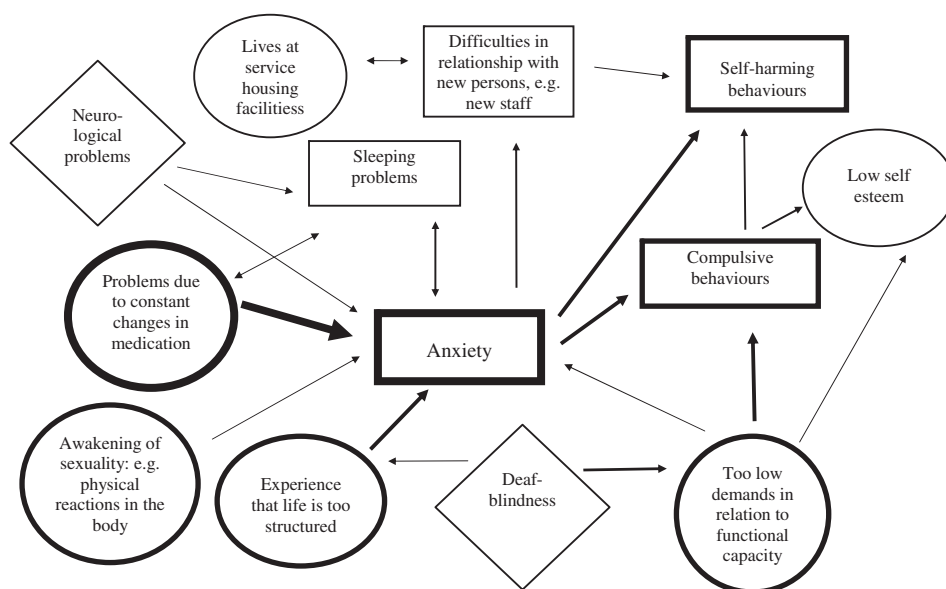 Lives at
service
housing
facilitiess
Difficulties in
relationship with
new persons, e.g.
new staff
Self-harming
behaviours
Neuro-
logical
problems
Sleeping
problems
Low self
esteem
Problems due
to constant
changes in
medication
Compulsive
behaviours
Anxiety
Awakening of
sexuality: e.g.
physical
reactions in the
body
Experience
that life is too
structured
Deaf-
blindness
Too low
demands in
relation to
functional
capacity